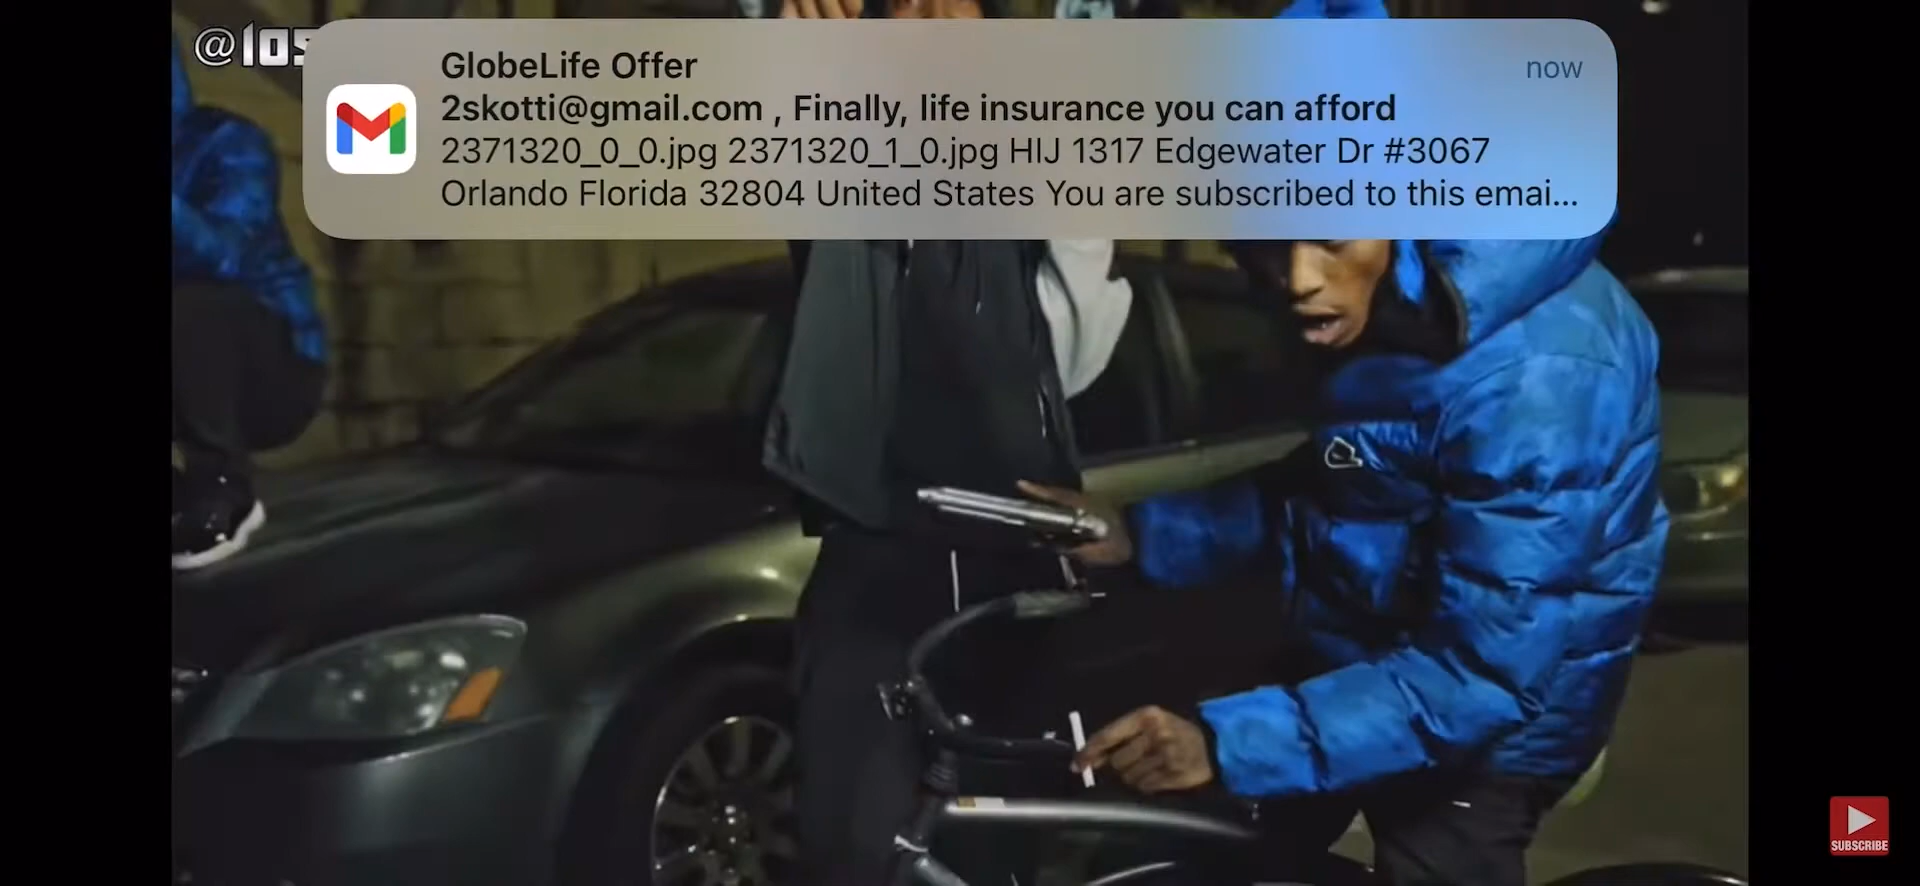 @los
GlobeLife Offer
now
2skotti@gmail.com , Finally, life insurance you can afford
2371320_0_0.jpg 2371320_1_0.jpg HIJ 1317 Edgewater Dr #3067
Orlando Florida 32804 United States You are subscribed to this emai...
SUBSCRIBE